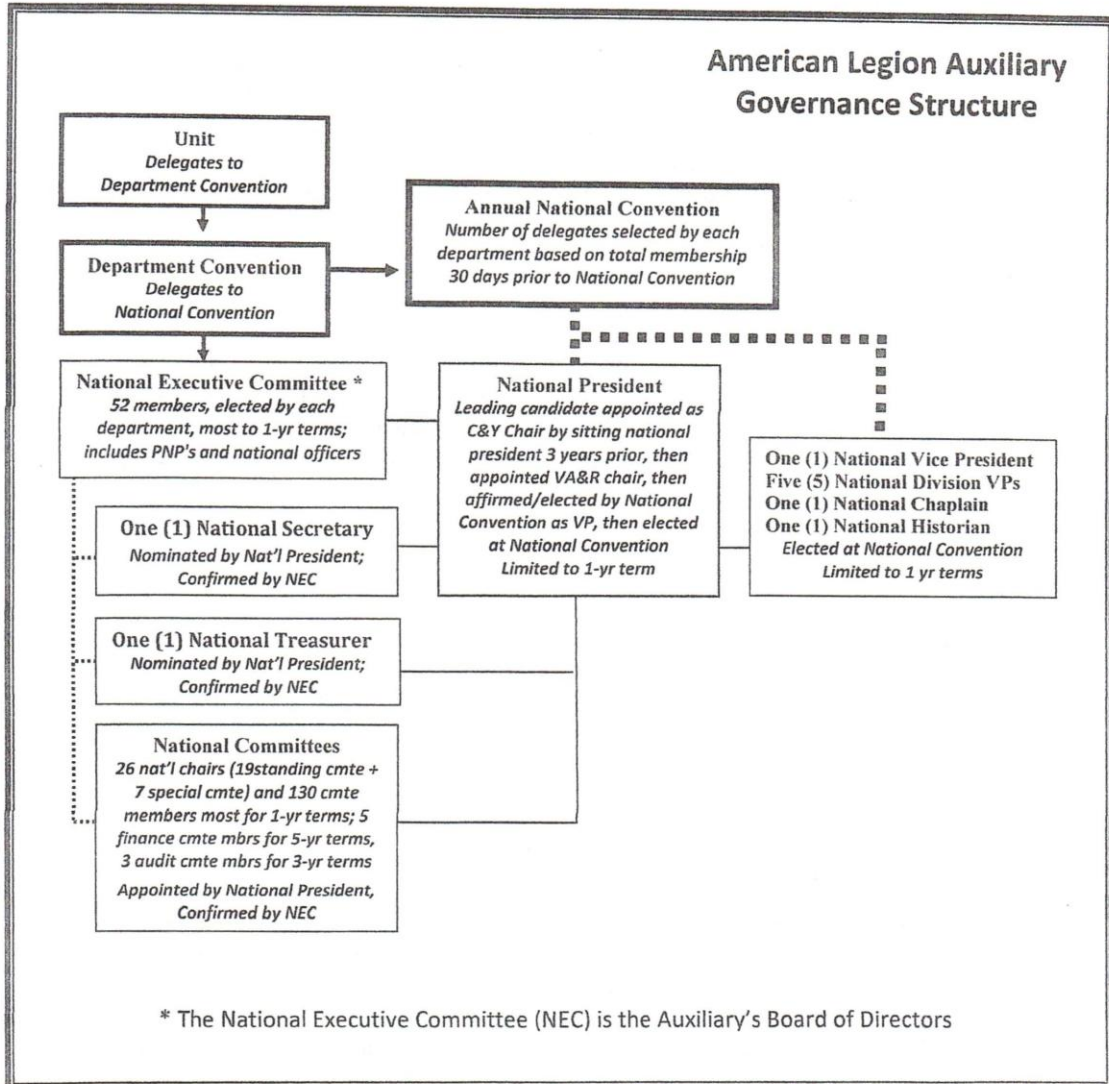 American Legion Auxiliary
Governance Structure
Unit
Delegates to
Department Convention
Annual National Convention
Number of delegates selected by each
department based on total membership
30 days prior to National Convention
Department Convention
Delegates to
National Convention
National Executive Committee *
52 members, elected by each
department, most to 1-yr terms;
includes PNP's and national officers
National President
Leading candidate appointed as
C&Y Chair by sitting national
president 3 years prior, then
appointed VA&R chair, then
affirmed/elected by National
Convention as VP, then elected
at National Convention
Limited to 1-yr term
One (1) National Vice President
Five (5) National Division VPs
One (1) National Chaplain
One (1) National Historian
Elected at National Convention
Limited to 1 yr terms
One (1) National Secretary
Nominated by Nat'l President;
Confirmed by NEC
One (1) National Treasurer
Nominated by Nat'l President;
Confirmed by NEC
National Committees
26 nat'l chairs (19standing cmte +
7 special cmte) and 130 cmte
members most for 1-yr terms; 5
finance cmte mbrs for 5-yr terms,
3 audit cmte mbrs for 3-yr terms
Appointed by National President,
Confirmed by NEC
* The National Executive Committee (NEC) is the Auxiliary's Board of Directors